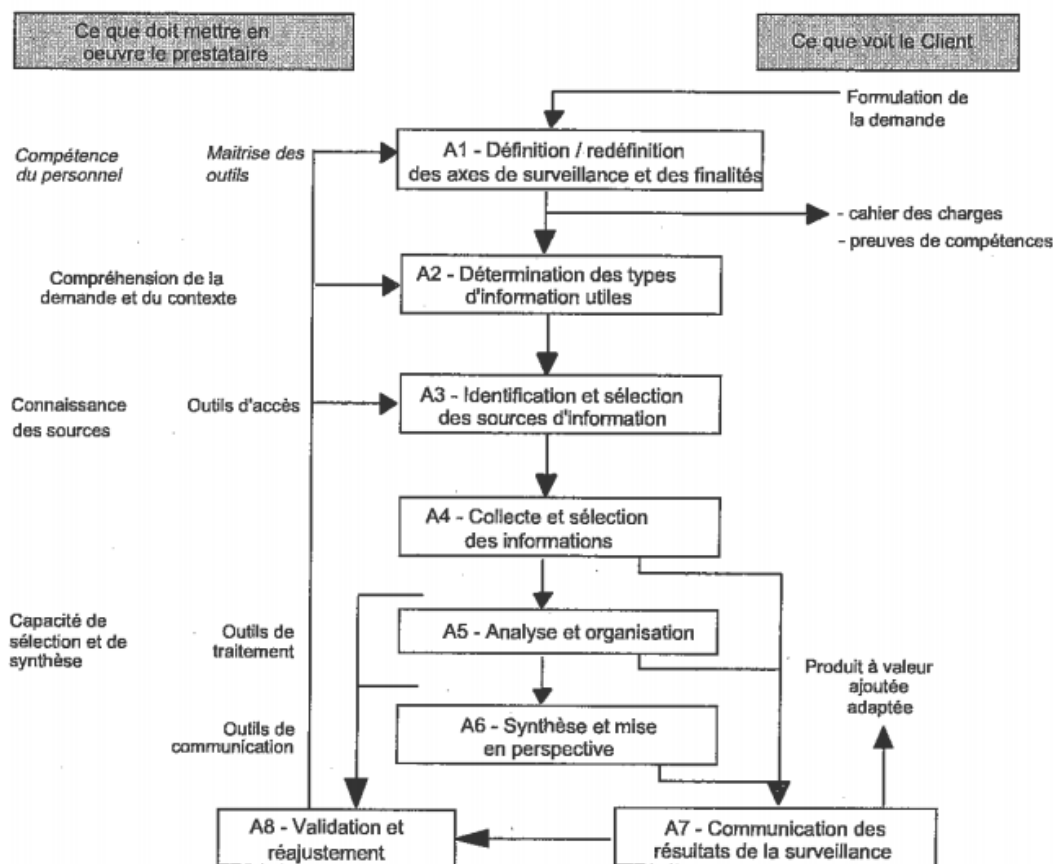 Ce que doit mettre en
oeuvre le prestataire
Ce que voit le Client
Formulation de
la demande
Compétence
du personnel
Maitrise des
outils
A1 - Définition / redéfinition
des axes de surveillance et des finalités
- cahier des charges
- preuves de compétences
Compréhension de la
demande et du contexte
A2 - Détermination des types
d'information utiles
Connaissance
des sources
Outils d'accès
A3 - Identification et sélection
des sources d'information
A4 - Collecte et sélection
des informations
Capacité de
sélection et de
synthèse
Outils de
traitement
A5 - Analyse et organisation
Produit à valeur
ajoutée
adaptée
Outils de
communication
A6 - Synthèse et mise
en perspective
A8 - Validation et
réajustement
A7 - Communication des
résultats de la surveillance